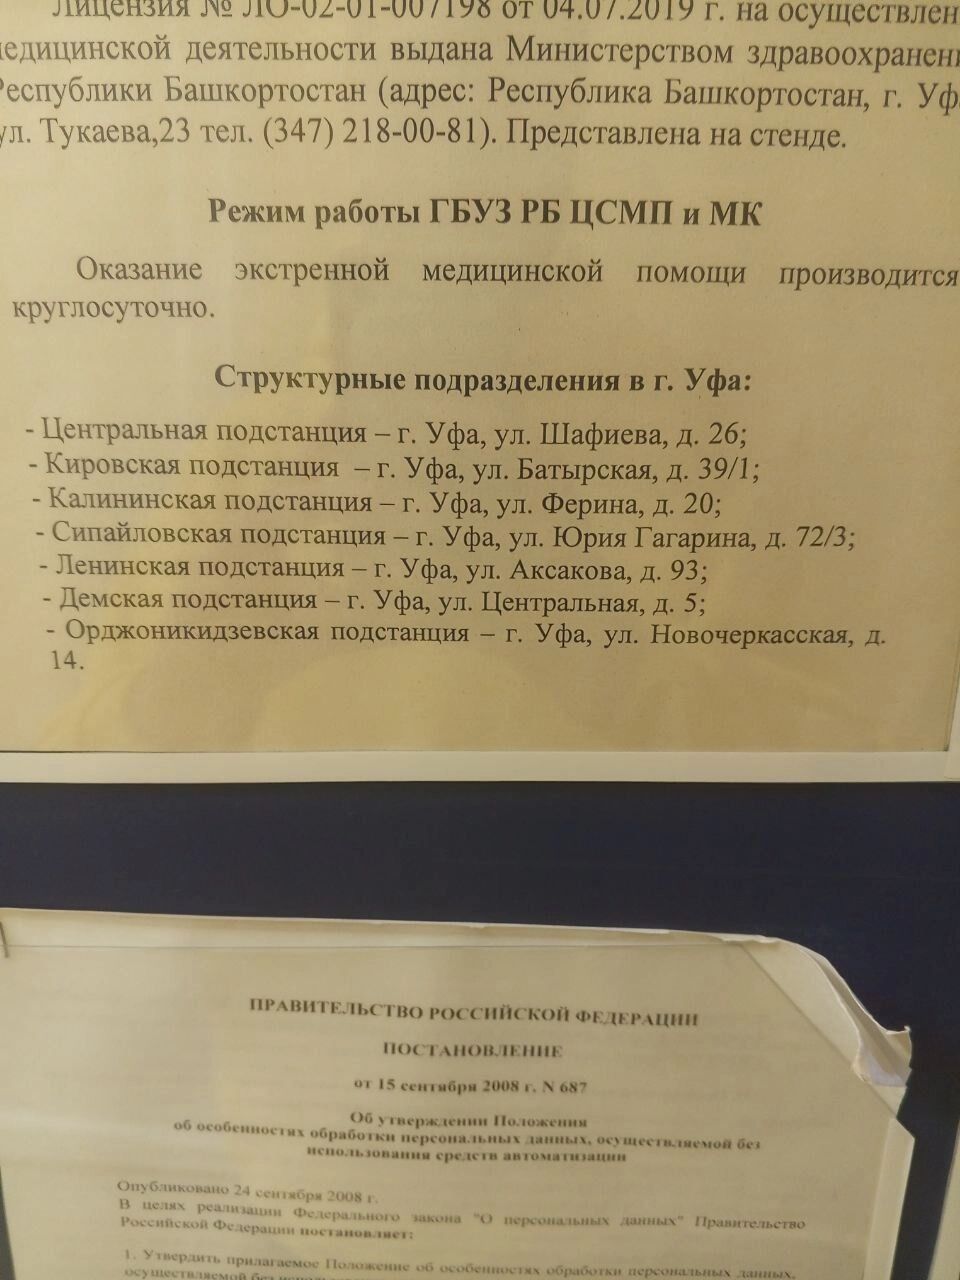 Лицензия № ЛО-02-01-007198 от 04.07.2019 г. на осуществлен
медицинской деятельности выдана Министерством здравоохранени
Республики Башкортостан (адрес: Республика Башкортостан, г. Уф
ул. Тукаева,23 тел. (347) 218-00-81). Представлена на стенде.
Режим работы ГБУЗ РБ ЦСМП и МК
Оказание экстренной медицинской помощи производится
круглосуточно.
Структурные подразделения в г. Уфа:
- Центральная подстанция – г. Уфа, ул. Шафиева, д. 26;
- Кировская подстанция – г. Уфа, ул. Батырская, д. 39/1;
- Калининская подстанция – г. Уфа, ул. Ферина, д. 20;
- Сипайловская подстанция – г. Уфа, ул. Юрия Гагарина, д. 72/3;
- Ленинская подстанция – г. Уфа, ул. Аксакова, д. 93;
- Демская подстанция – г. Уфа, ул. Центральная, д. 5;
- Орджоникидзевская подстанция – г. Уфа, ул. Новочеркасская, д.
14.
ПРАВИТЕЛЬСТВО РОССИЙСКОЙ ФЕДЕРАЦИИ
ПОСТАНОВЛЕНИЕ
от 15 сентября 2008 г. N 687
Об утверждении Положения
об особенностях обработки персональных данных, осуществляемой без
использования средств автоматизации
Опубликовано 24 сентября 2008 г.
В целях реализации Федерального закона "О персональных данных" Правительство
Российской Федерации постановляет:
1. Утвердить прилагаемое Положение об особенностях обработки персональных данных,
осуществляемой без